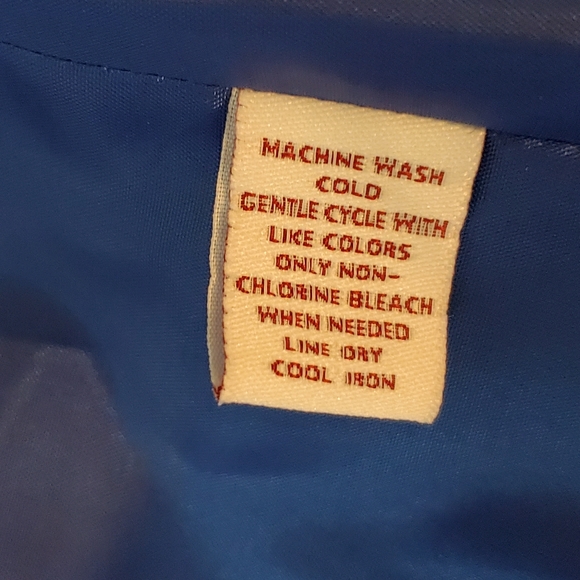 MACHINE WASH
COLD
GENTLE CYCLE WITH
LIKE COLORS
ONLY NON-
CHLORINE BLEACH
WHEN NEEDED
LINE DRY
COOL IRON